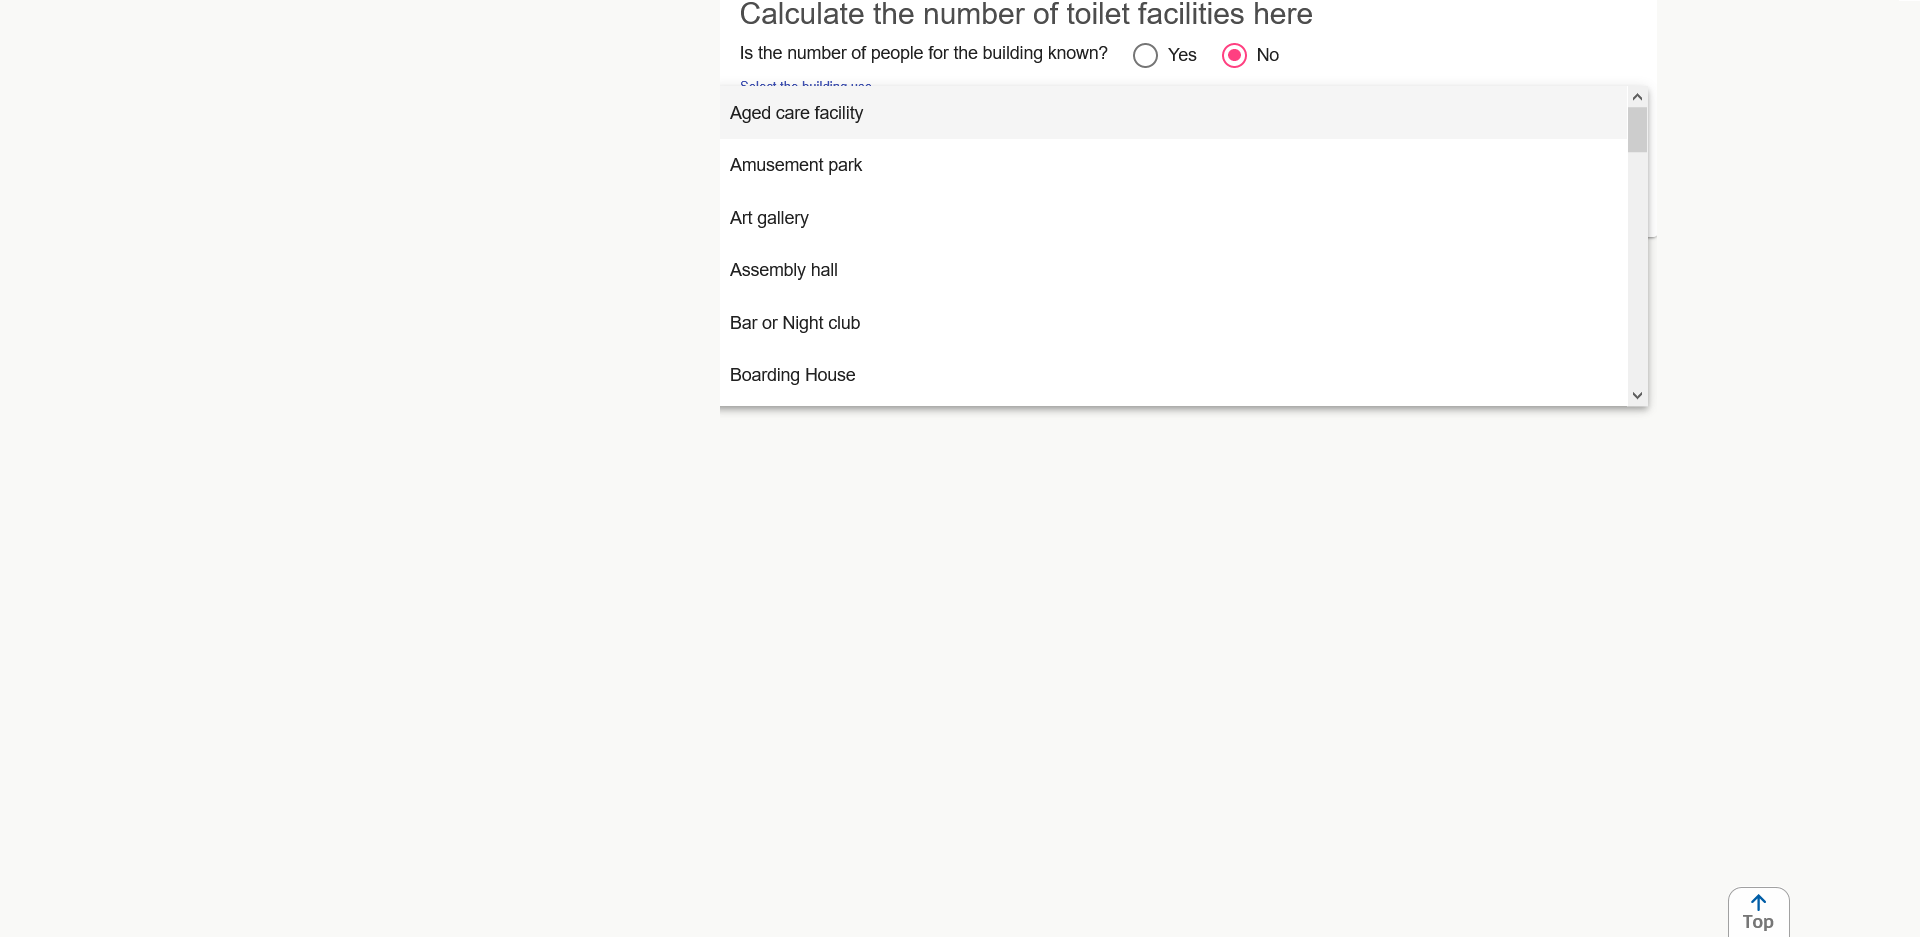 Calculate the number of toilet facilities here
Is the number of people for the building known? Yes No
Select the building use
Aged care facility
Amusement park
Art gallery
Assembly hall
Bar or Night club
Boarding House
Top